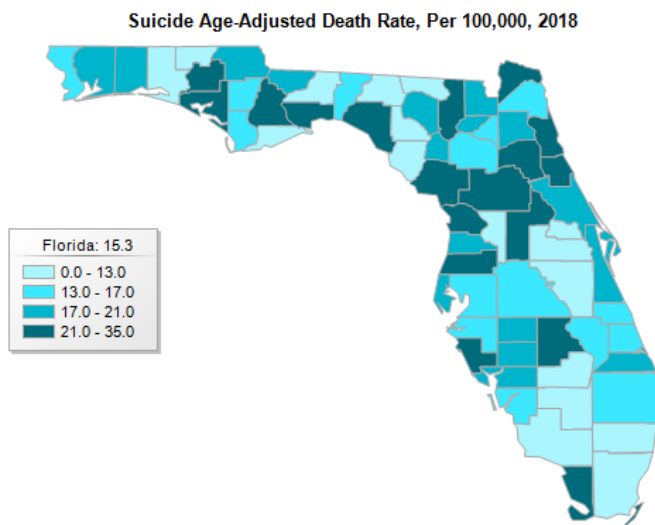 Suicide Age-Adjusted Death Rate, Per 100,000, 2018
Florida: 15.3
0.0 - 13.0
13.0 - 17.0
17.0 - 21.0
21.0 - 35.0